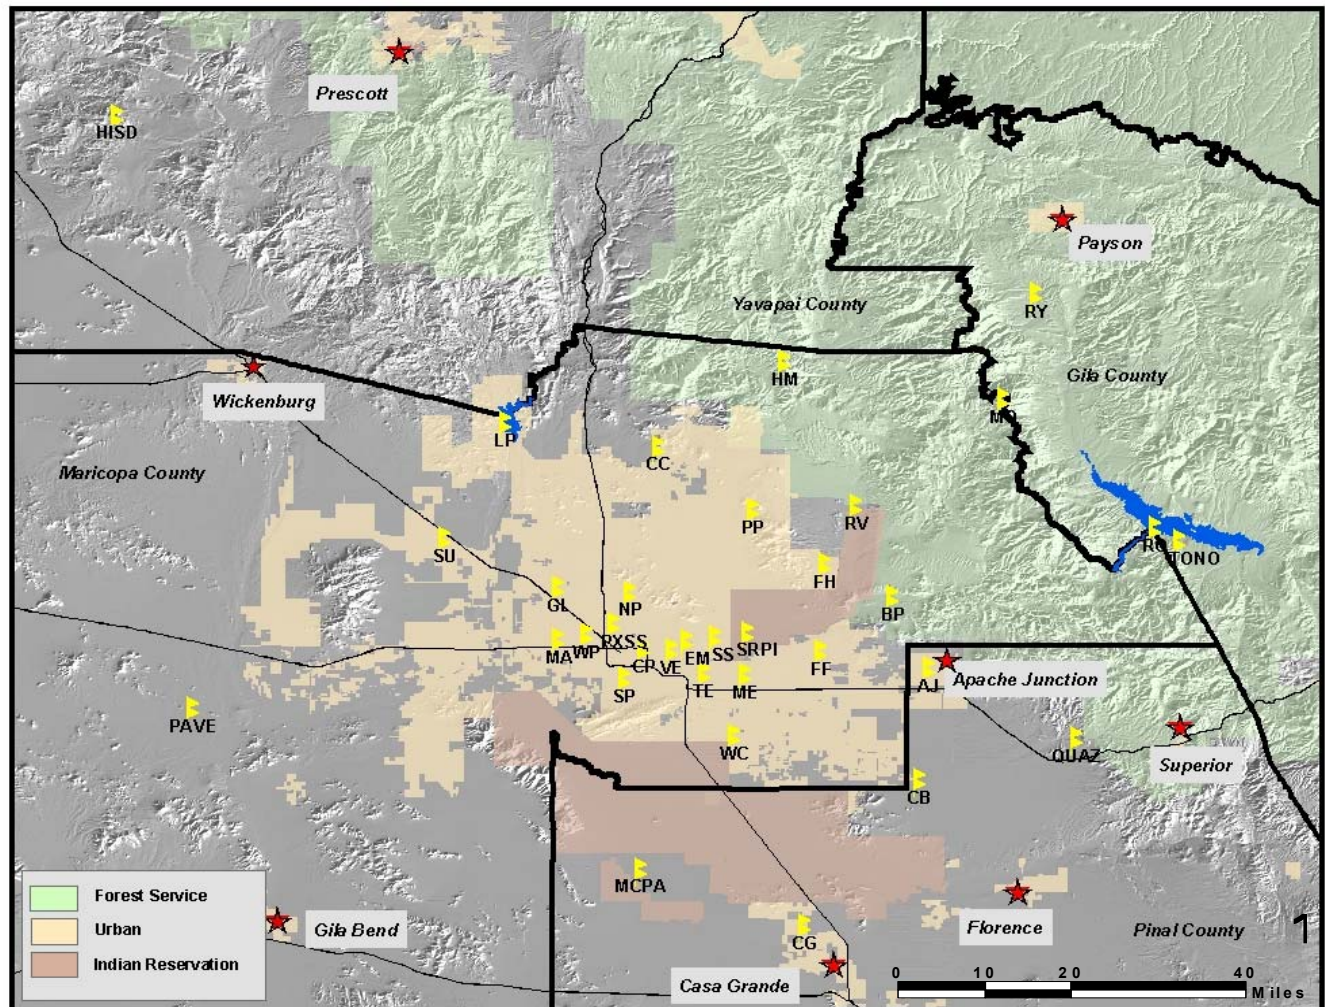 Prescott
HISD
Payson
RY
Yavapai County
Gila County
HM
Wickenburg
LP
CC
Maricopa County
PP
RV
SU
TONO
FH
GL
NP
BP
PXSS
MA
WP
CP
VE
EM
SS
SRPI
FF
SP
TE
ME
AJ
Apache Junction
PAVE
WC
QUAZ
Superior
CB
MCPA
Forest Service
Urban
Indian Reservation
Gila Bend
CG
Florence
Pinal County
Casa Grande
0 10 20 40
Miles